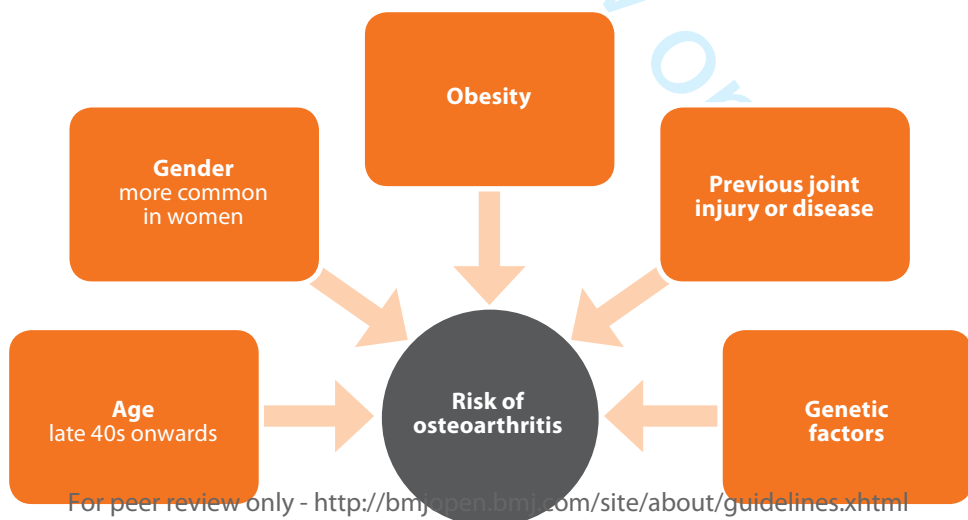 Obesity
Gender
more common
in women
Previous joint
injury or disease
Age
late 40s onwards
Risk of
osteoarthritis
Genetic
factors
For peer review only - http://bmjopen.bmj.com/site/about/guidelines.xhtml